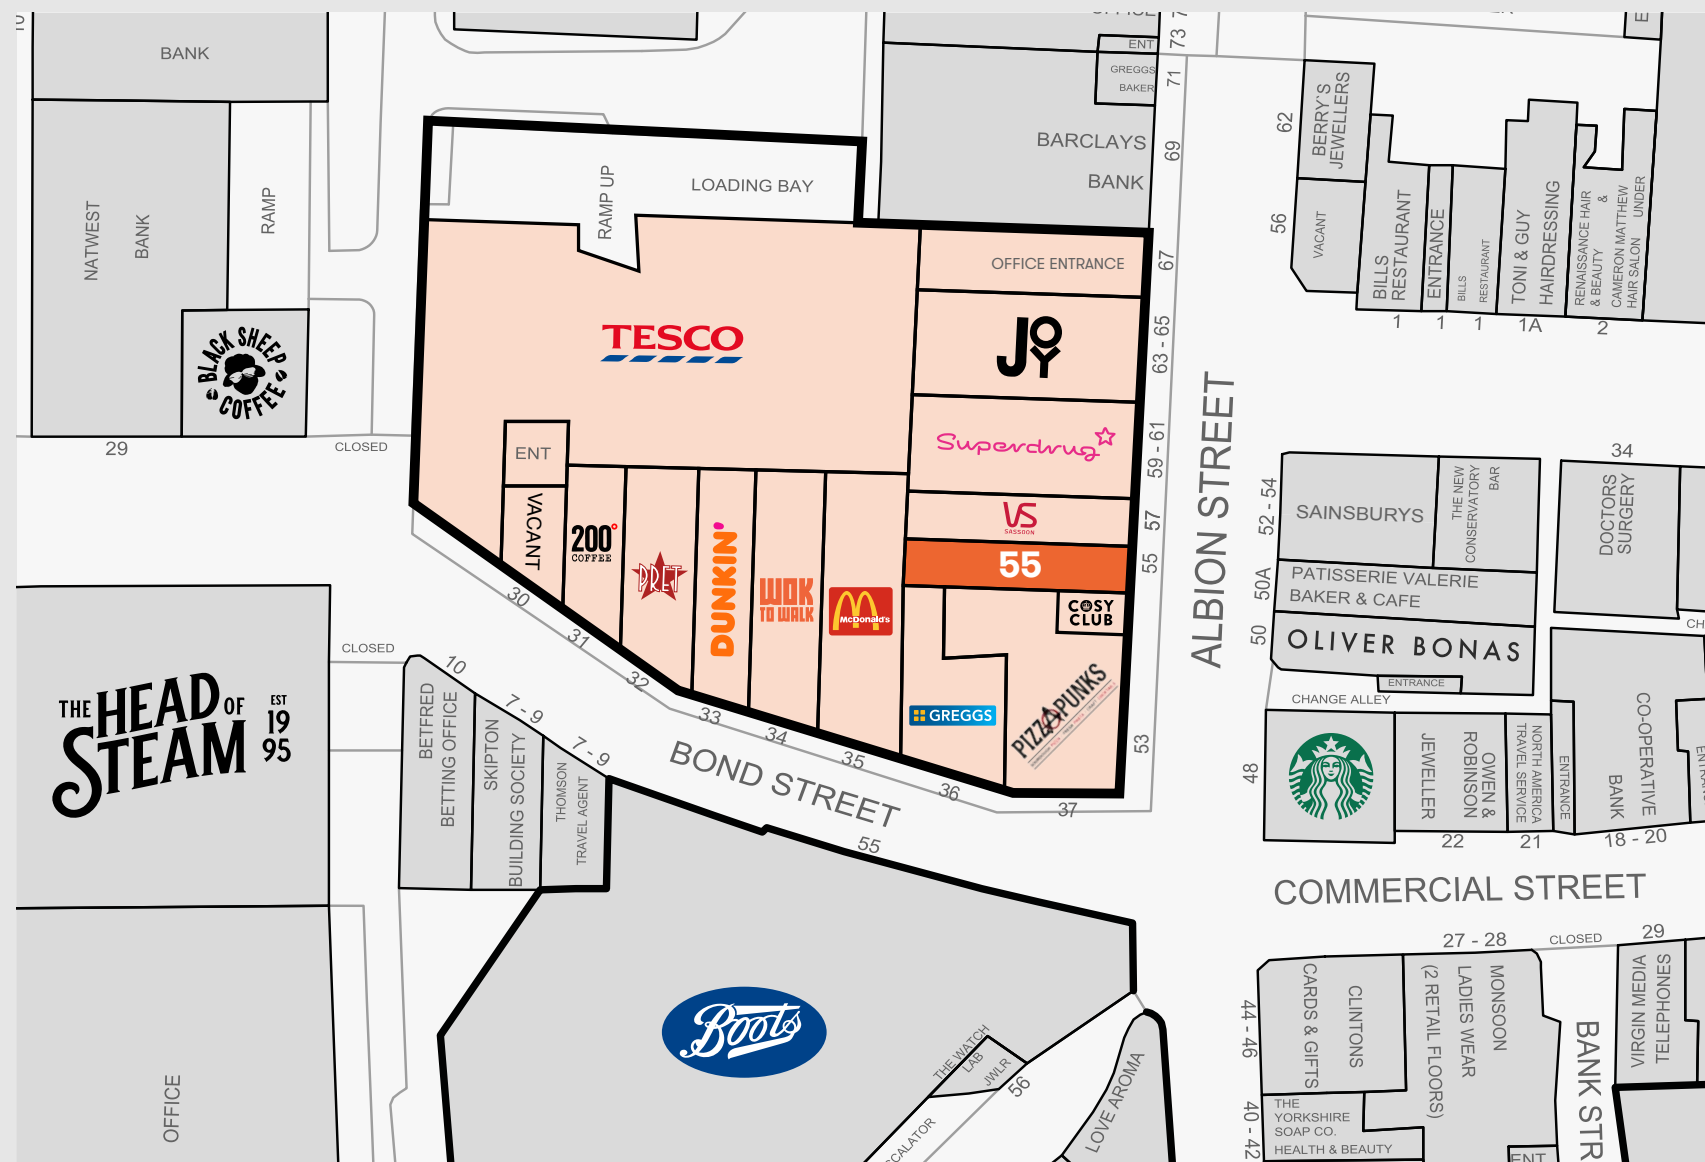 BANK
NATWEST
BANK
RAMP
BLACK SHEEP
COFFEE
29
CLOSED
RAMP UP
LOADING BAY
ENT
GREGGS
BAKER
BARCLAYS
BANK
73
71
69
67
63 - 65
59 - 61
57
55
53
OFFICE ENTRANCE
JOY
TESCO
Superdrug
VS
SASSOON
55
COSY
CLUB
ENT
VACANT
200°
COFFEE
PRET
DUNKIN'
WOK
TO WALK
M
McDonald's
GREGGS
PIZZA PUNKS
30
31
32
33
34
35
36
37
BOND STREET
55
ALBION STREET
62
BERRY'S
JEWELLERS
56
VACANT
BILLS
RESTAURANT
ENTRANCE
BILLS
RESTAURANT
TONI & GUY
HAIRDRESSING
RENAISSANCE HAIR
& BEAUTY &
CAMERON MATTHEW
HAIR SALON UNDER
1
1
1
1A
2
52 - 54
SAINSBURYS
THE NEW
CONSERVATORY
BAR
34
DOCTORS
SURGERY
50A
PATISSERIE VALERIE
BAKER & CAFE
50
OLIVER BONAS
ENTRANCE
CHANGE ALLEY
CH
48
JEWELLER
OWEN &
ROBINSON
NORTH AMERICA
TRAVEL SERVICE
ENTRANCE
CO-OPERATIVE
BANK
22
21
18 - 20
COMMERCIAL STREET
27 - 28
CLOSED
29
44 - 46
CARDS & GIFTS
CLINTONS
(2 RETAIL FLOORS)
LADIES WEAR
MONSOON
BANK STR
VIRGIN MEDIA
TELEPHONES
40 - 42
THE
YORKSHIRE
SOAP CO.
HEALTH & BEAUTY
ENT
CLOSED
THE HEAD OF
STEAM
EST
19
95
10
BETFRED
BETTING OFFICE
7 - 9
SKIPTON
BUILDING SOCIETY
7 - 9
THOMSON
TRAVEL AGENT
OFFICE
Boots
THE WATCH
LAB
JWLR
56
LOVE AROMA